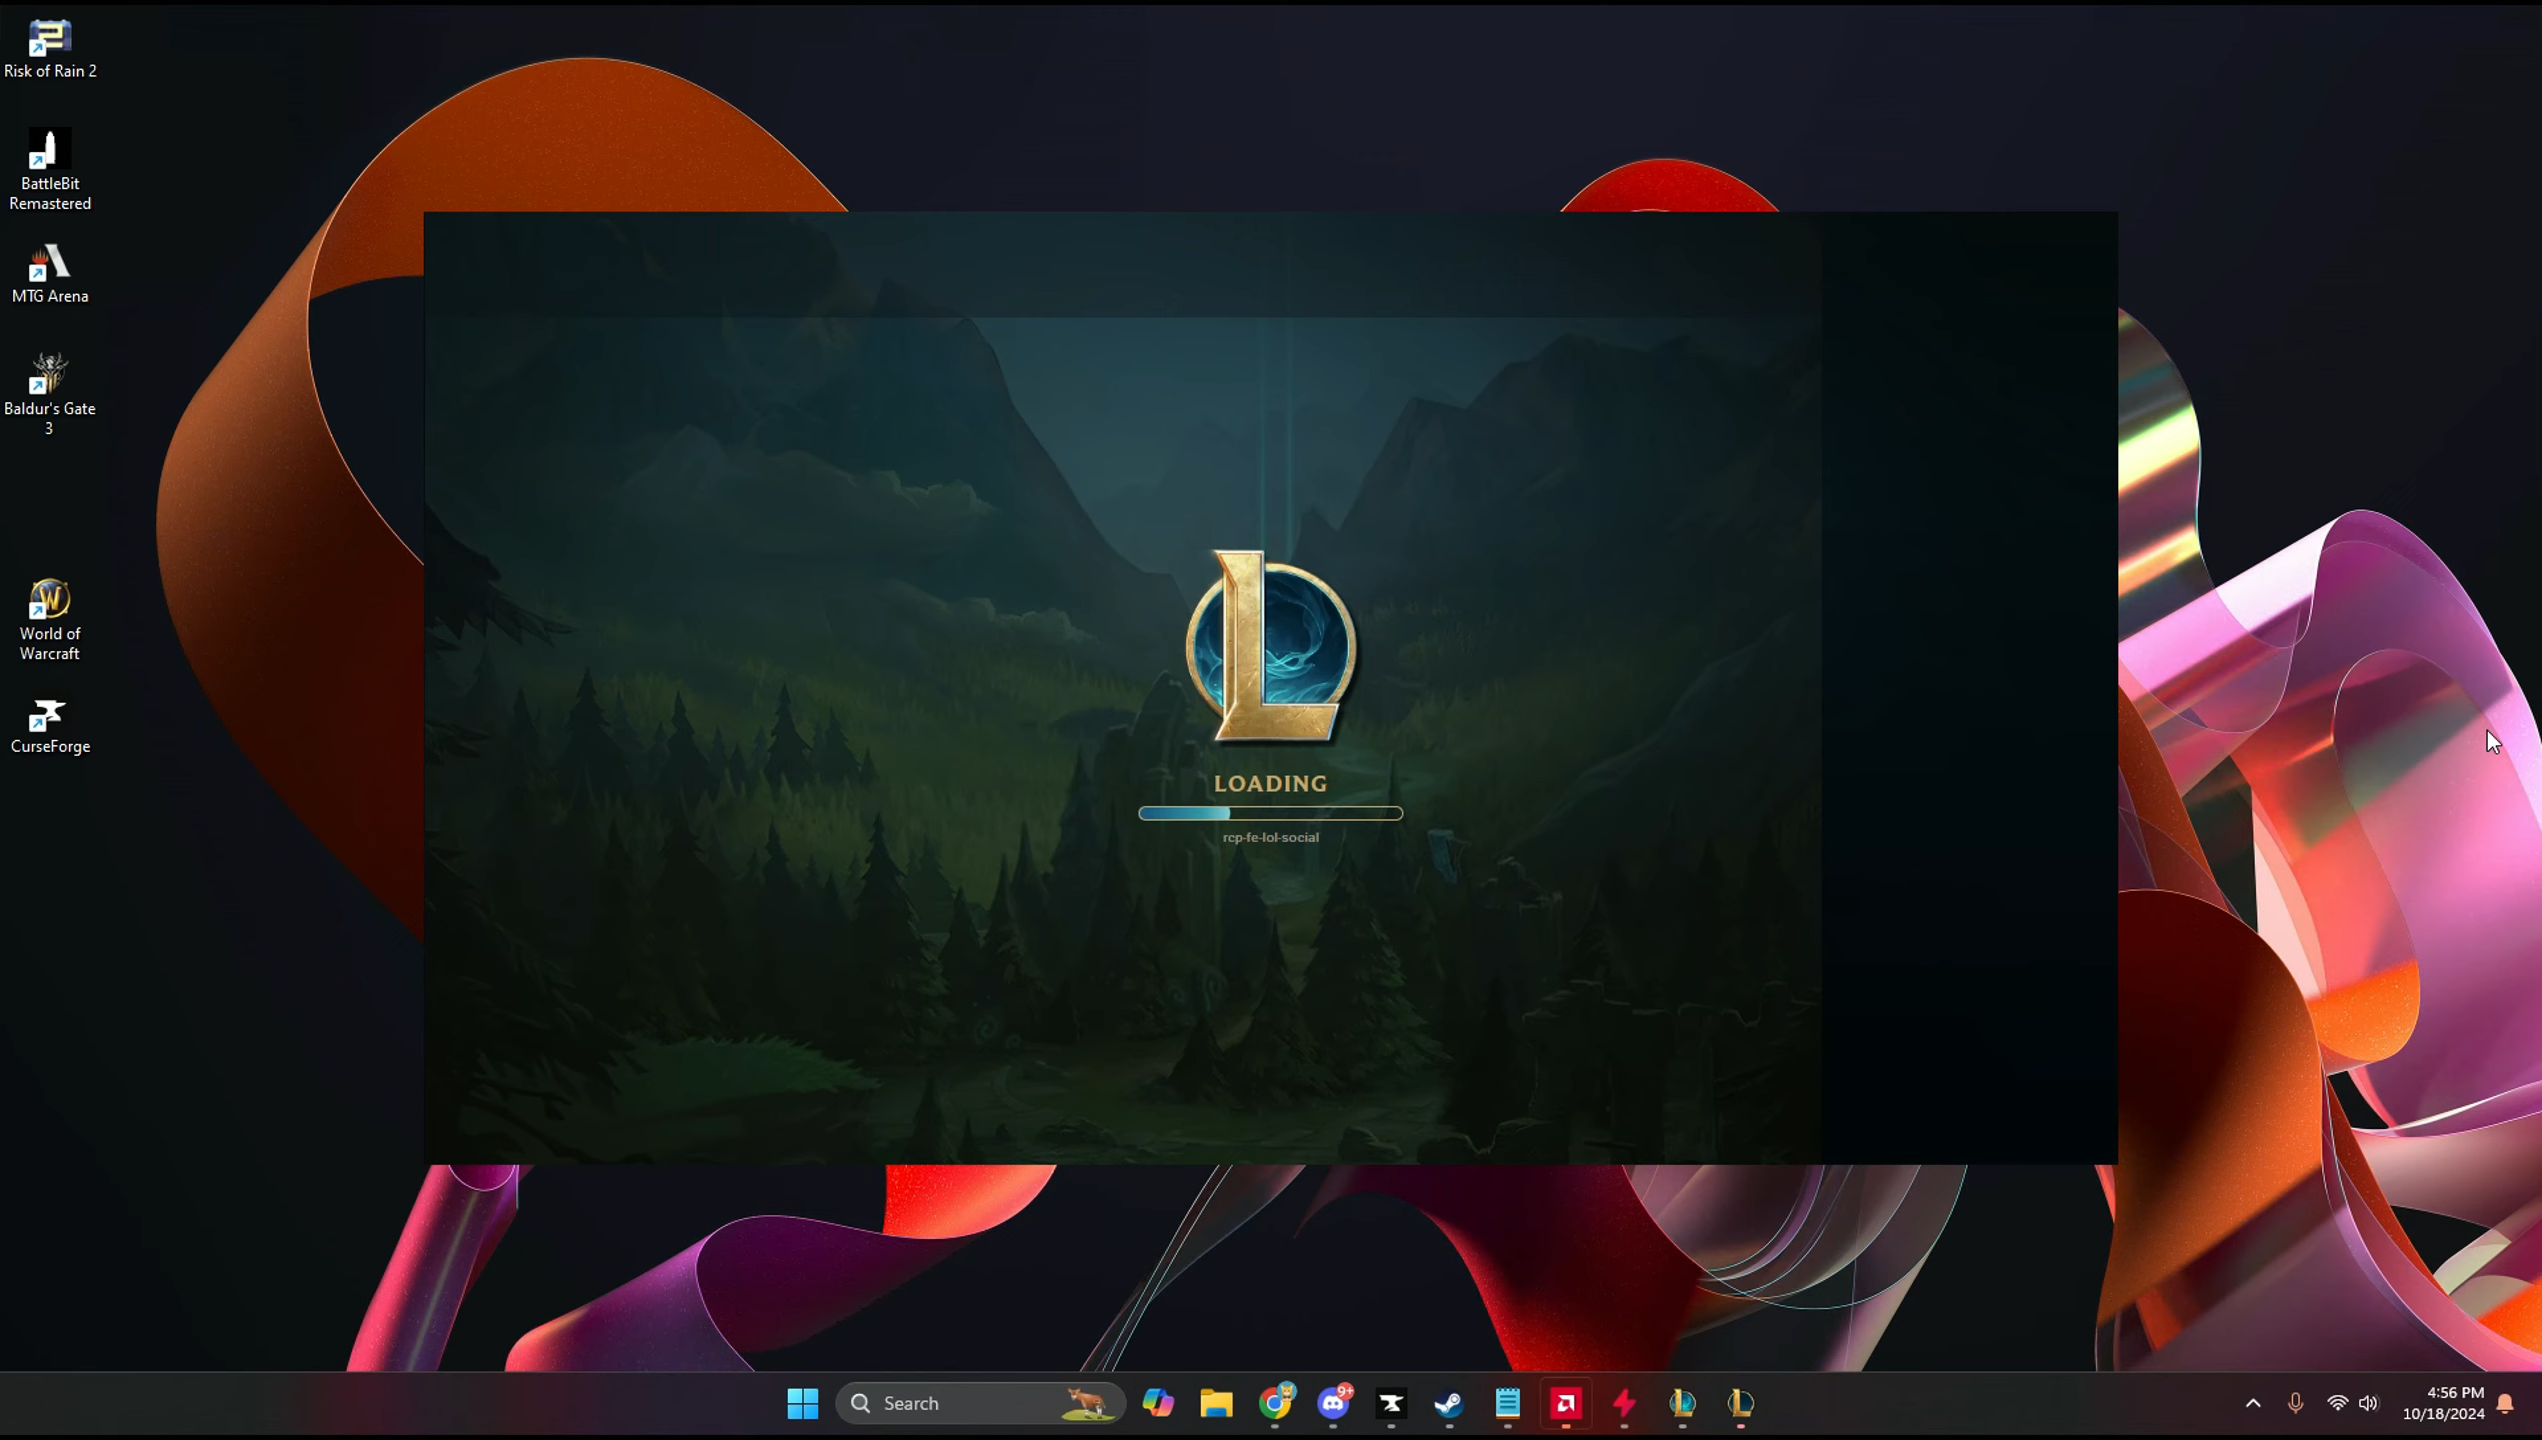 Risk of Rain 2
BattleBit
Remastered
MTG Arena
Baldur's Gate
3
World of
Warcraft
CurseForge
LOADING
rcp-fe-lol-social
Search
9+
4:56 PM
10/18/2024